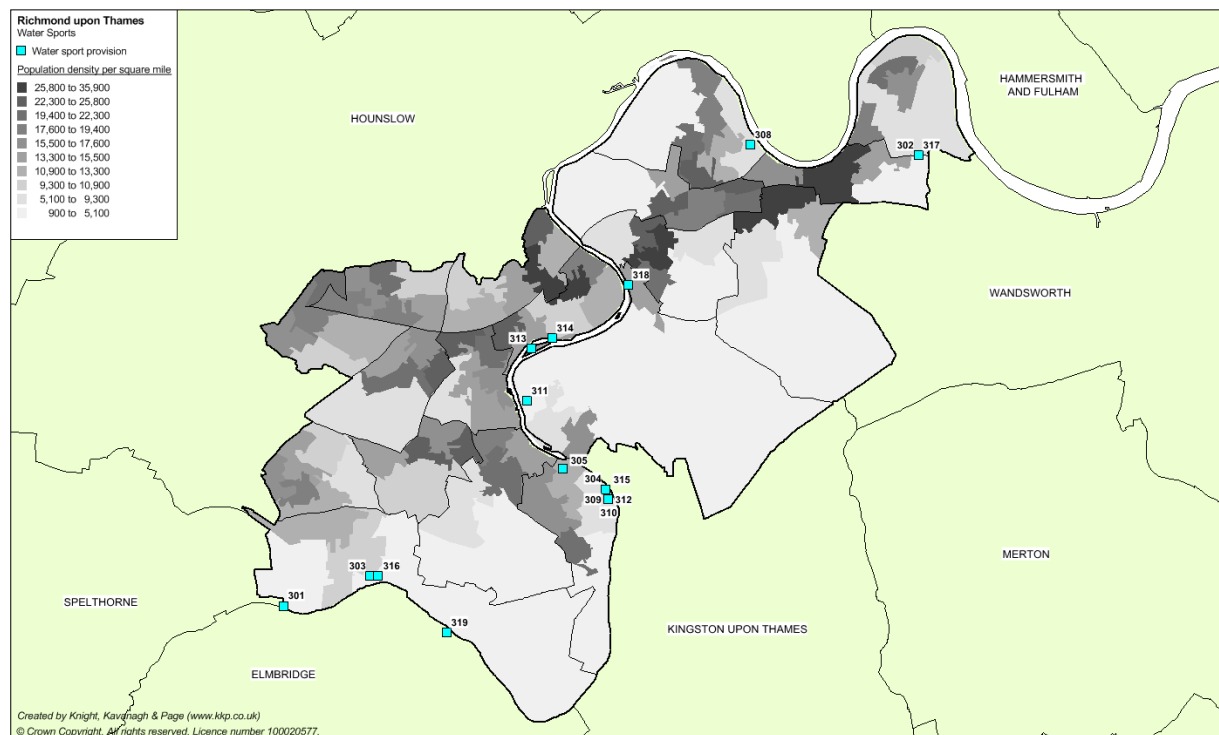 Richmond upon Thames
Water Sports
Water sport provision
Population density per square mile
25,800 to 35,900
22,300 to 25,800
19,400 to 22,300
17,600 to 19,400
15,500 to 17,600
13,300 to 15,500
10,900 to 13,300
9,300 to 10,900
5,100 to 9,300
900 to 5,100
HOUNSLOW
HAMMERSMITH
AND FULHAM
308
302
317
318
WANDSWORTH
314
313
311
305
304
315
309
312
310
MERTON
303
316
301
SPELTHORNE
319
KINGSTON UPON THAMES
ELMBRIDGE
Created by Knight, Kavanagh & Page (www.kkp.co.uk)
© Crown Copyright. All rights reserved. Licence number 100020577.